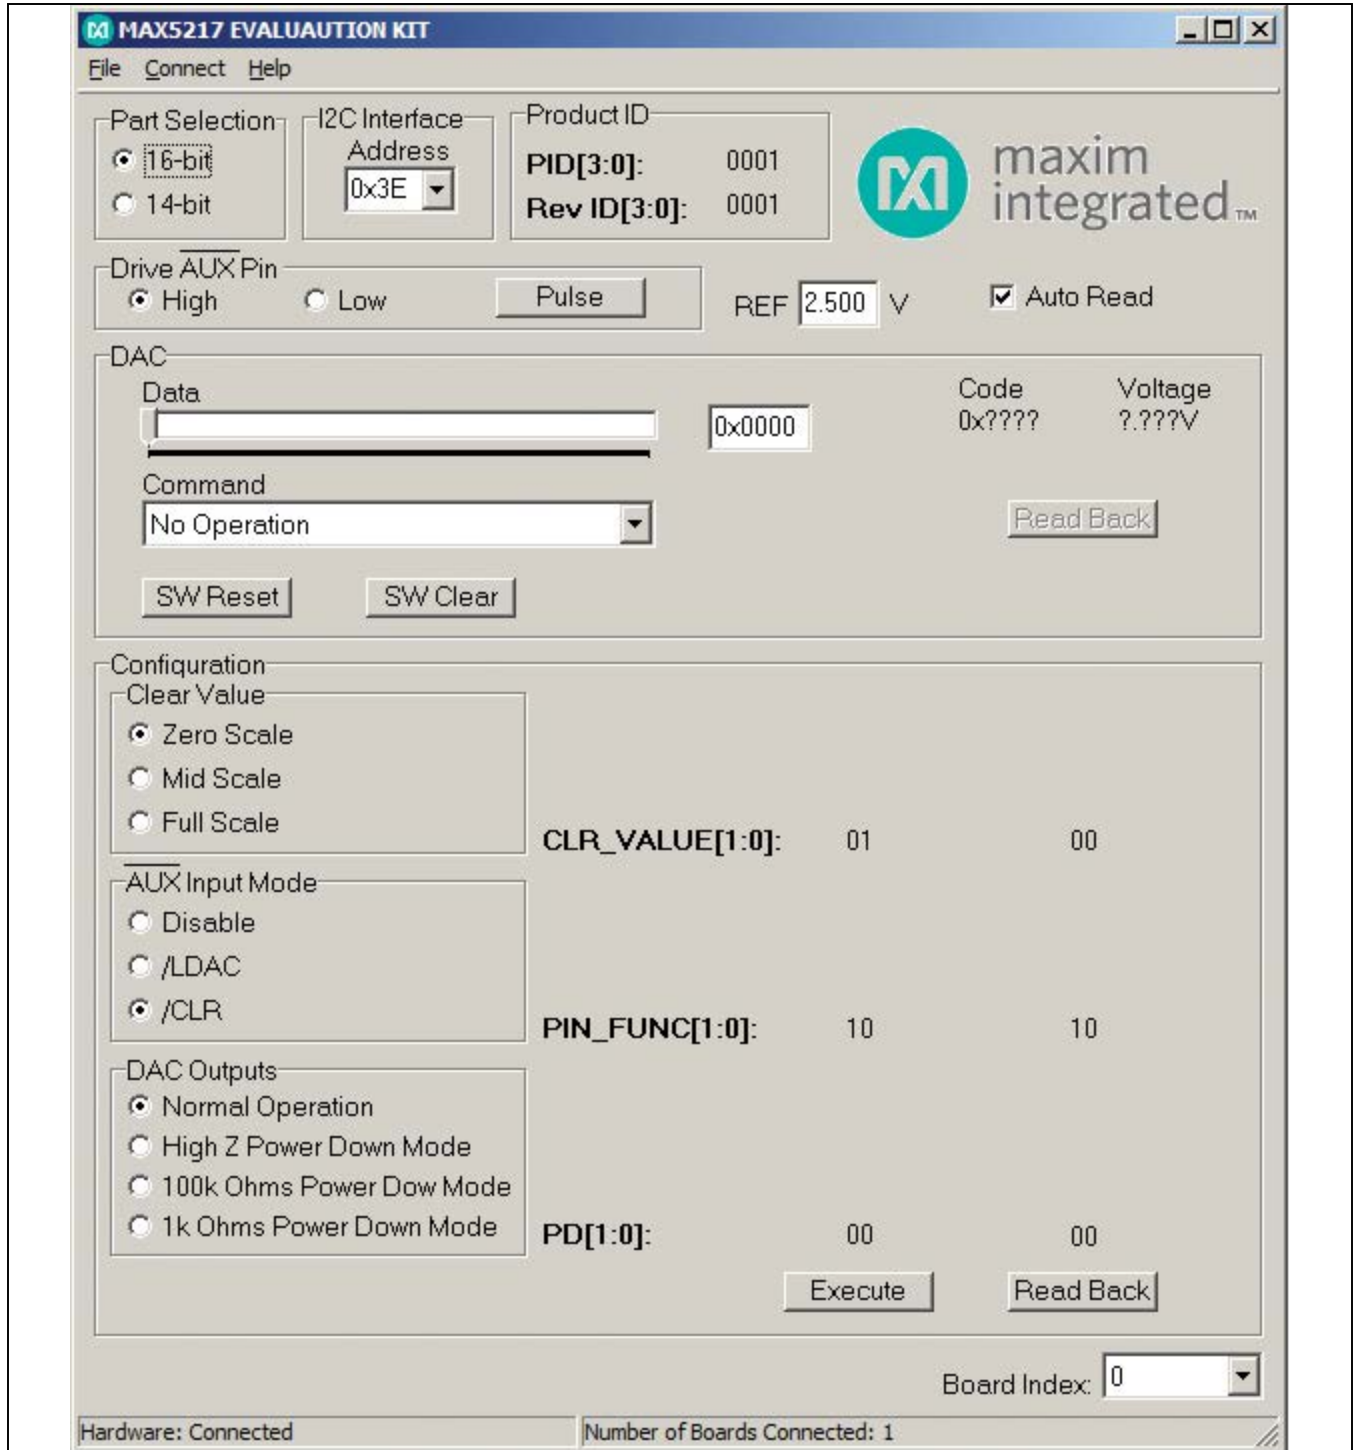 MAX5217 EVALUAUTION KIT
File Connect Help
Part Selection
16-bit
14-bit
I2C Interface
Address
0x3E
Product ID
PID[3:0]: 0001
Rev ID[3:0]: 0001
maxim
integrated™
Drive AUX Pin
High Low Pulse
REF 2.500 V
Auto Read
DAC
Data
0x0000
Code Voltage
0x???? ?.???V
Command
No Operation
Read Back
SW Reset SW Clear
Configuration
Clear Value
Zero Scale
Mid Scale
Full Scale
CLR_VALUE[1:0]: 01 00
AUX Input Mode
Disable
/LDAC
/CLR
PIN_FUNC[1:0]: 10 10
DAC Outputs
Normal Operation
High Z Power Down Mode
100k Ohms Power Dow Mode
1k Ohms Power Down Mode
PD[1:0]: 00 00
Execute Read Back
Board Index: 0
Hardware: Connected Number of Boards Connected: 1